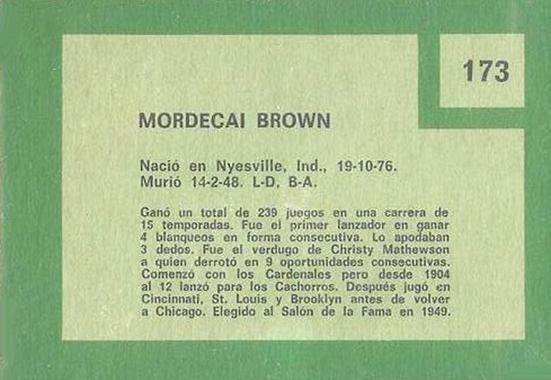 173
MORDECAI BROWN
Nació en Nyesville, Ind., 19-10-76.
Murió 14-2-48. L-D, B-A.
Ganó un total de 239 juegos en una carrera de
15 temporadas. Fue el primer lanzador en ganar
4 blanqueos en forma consecutiva. Lo apodaban
3 dedos. Fue el verdugo de Christy Mathewson
a quien derrotó en 9 oportunidades consecutivas.
Comenzó con los Cardenales pero desde 1904
al 12 lanzó para los Cachorros. Después jugó en
Cincinnati, St. Louis y Brooklyn antes de volver
a Chicago. Elegido al Salón de la Fama en 1949.